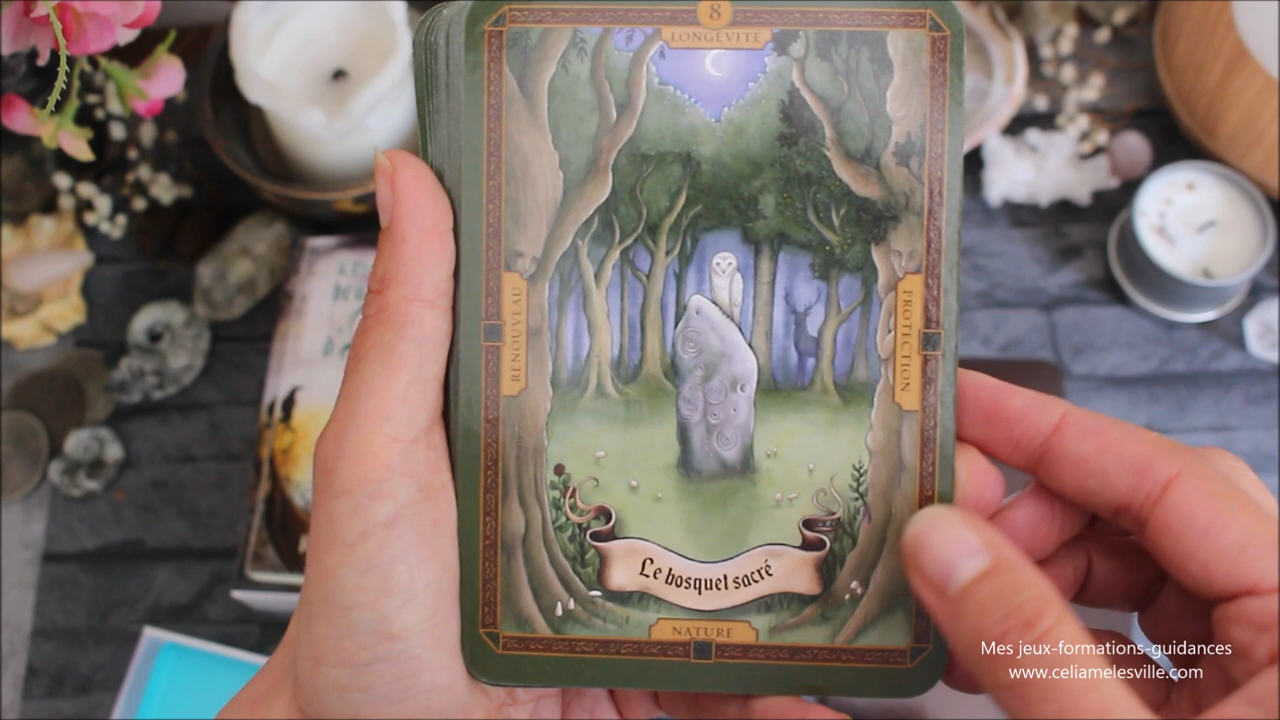 8
LONGÉVITÉ
RENOUVEAU
PROTECTION
Le bosquet sacré
NATURE
Mes jeux-formations-guidances
www.celiamelesville.com